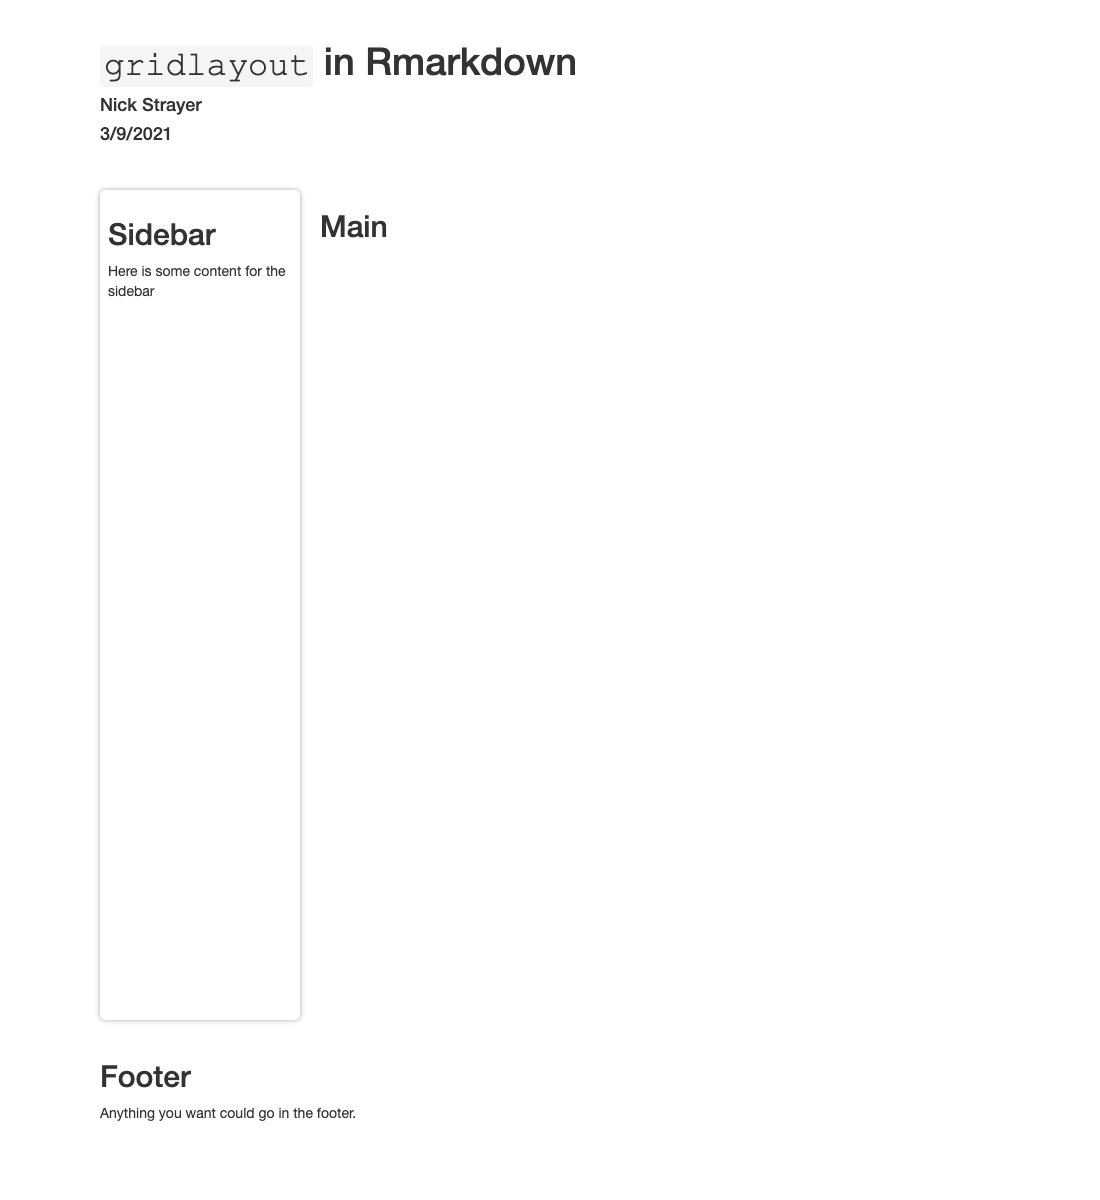 gridlayout in Rmarkdown
Nick Strayer
3/9/2021
Sidebar
Here is some content for the
sidebar
Main
Footer
Anything you want could go in the footer.